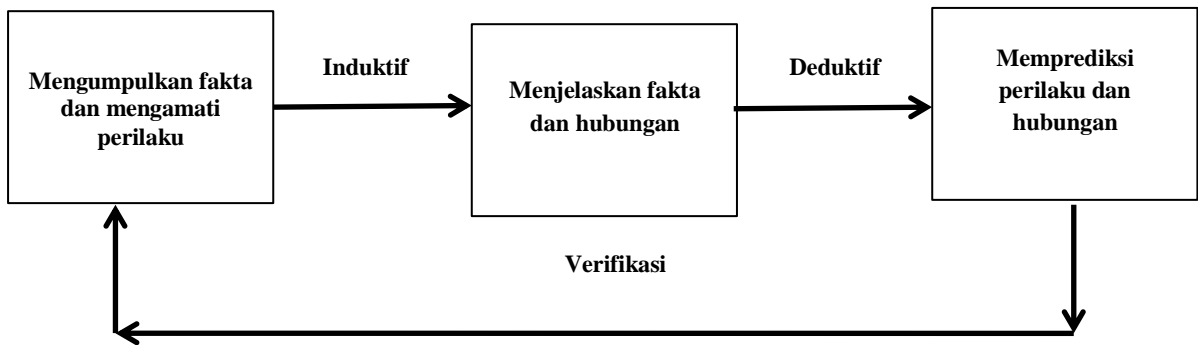 Mengumpulkan fakta
dan mengamati
perilaku
Induktif
Menjelaskan fakta
dan hubungan
Deduktif
Memprediksi
perilaku dan
hubungan
Verifikasi